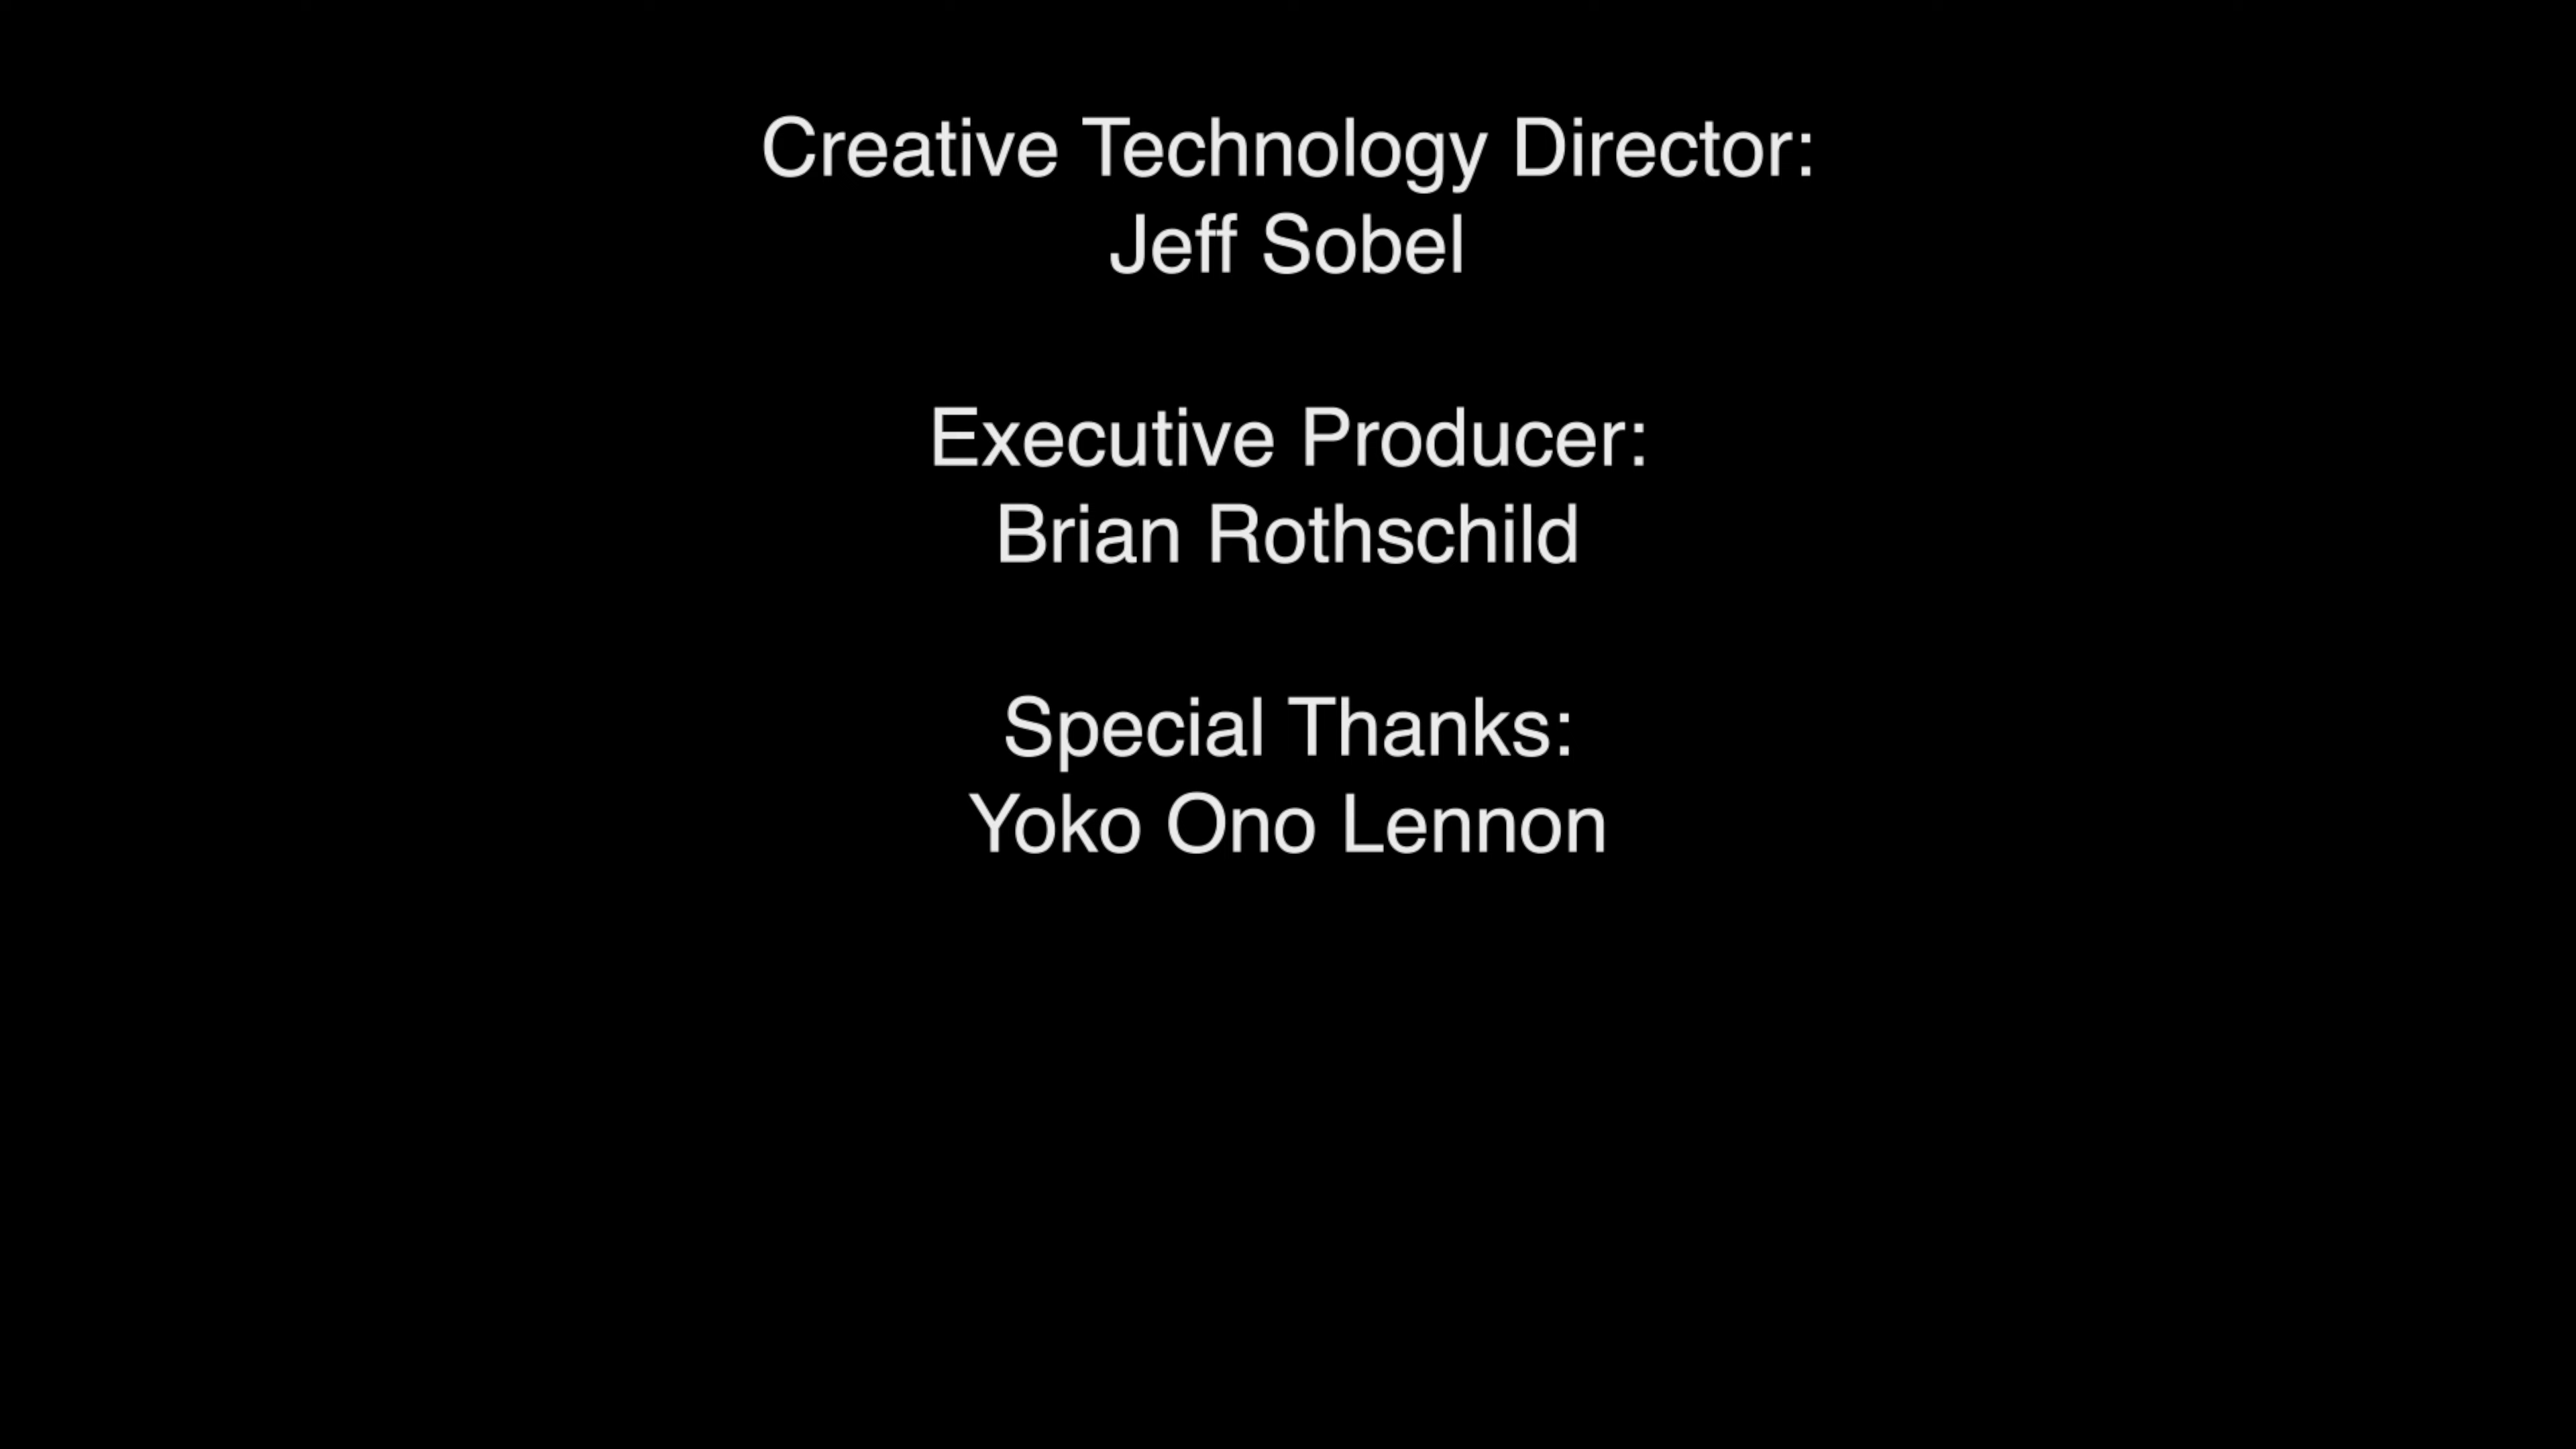 Creative Technology Director:
Jeff Sobel
Executive Producer:
Brian Rothschild
Special Thanks:
Yoko Ono Lennon